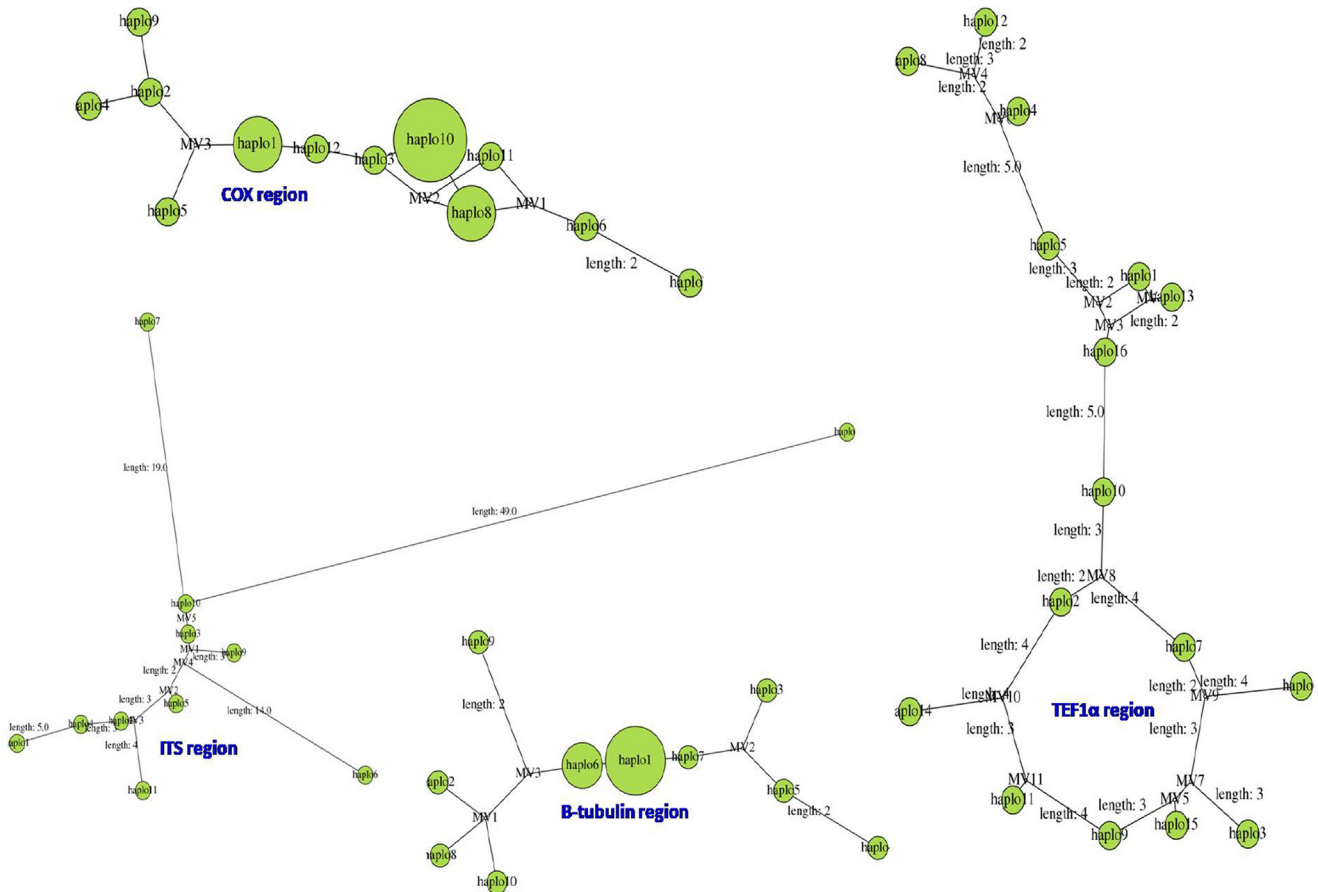 haplo9
haplo2
aplo4
MV3
haplo1
haplo12
haplo3
haplo10
haplo11
MV2
haplo8
MV1
haplo6
haplo5
length: 2
haplo
COX region
haplo7
length: 19.0
haplo
length: 49.0
haplo10
MV5
haplo3
MV1
length: 3
haplo9
MV4
length: 2
MV2
haplo5
length: 3
length: 14.0
length: 5.0
aplo1
length: 4
haplo6
haplo11
ITS region
haplo9
length: 2
haplo3
MV2
haplo7
haplo1
haplo6
MV3
haplo2
haplo5
length: 2
MV1
haplo
haplo8
haplo10
B-tubulin region
haplo12
length: 2
length: 3
aplo8
MV4
length: 2
haplo4
length: 5.0
haplo5
length: 3
length: 2
haplo1
haplo13
MV2
MV3
length: 2
haplo16
length: 5.0
haplo10
length: 3
length: 2
MV8
haplo2
length: 4
length: 4
haplo7
length: 2
length: 4
haplo
MV9
MV10
aplo14
length: 3
length: 3
TEF1α region
MV11
haplo11
length: 4
haplo9
length: 3
MV5
MV7
length: 3
haplo15
haplo3